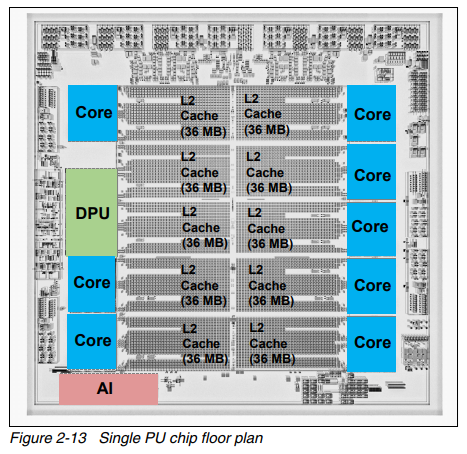 Core
L2
Cache
(36 MB)
L2
Cache
(36 MB)
Core
L2
Cache
(36 MB)
L2
Cache
(36 MB)
Core
DPU
L2
Cache
(36 MB)
L2
Cache
(36 MB)
Core
Core
L2
Cache
(36 MB)
L2
Cache
(36 MB)
Core
Core
L2
Cache
(36 MB)
L2
Cache
(36 MB)
Core
AI
Figure 2-13 Single PU chip floor plan